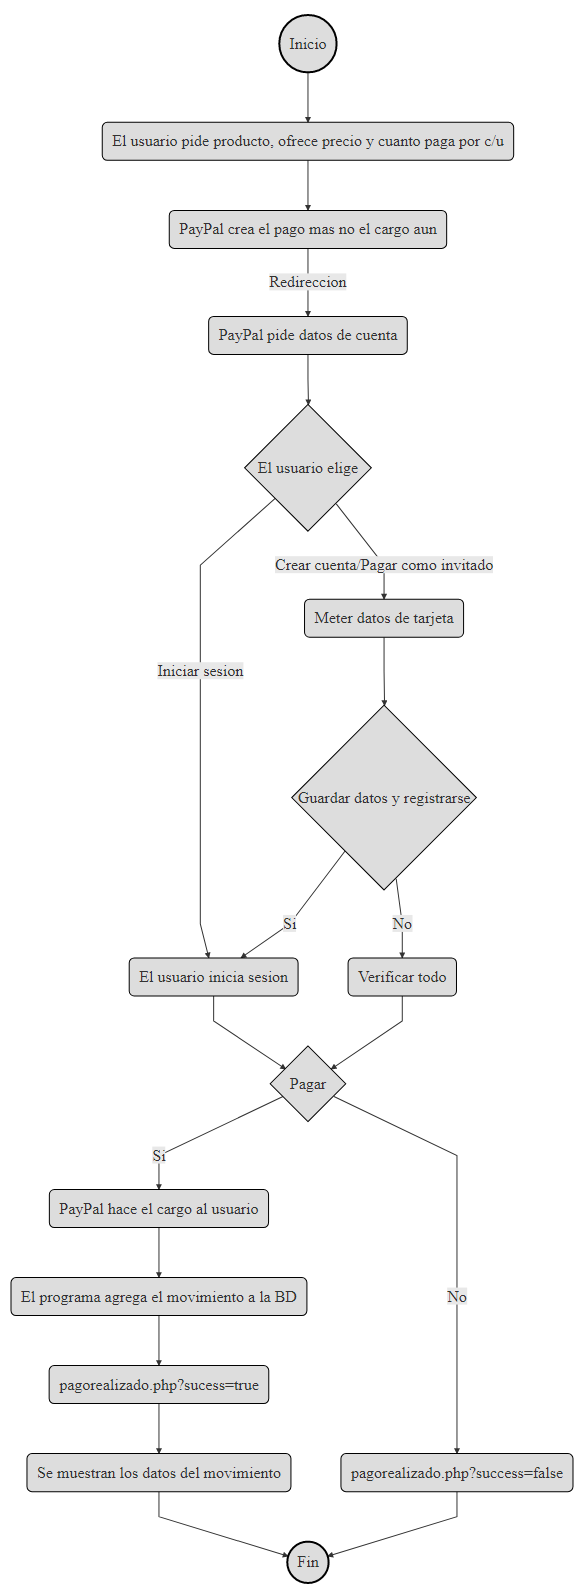 Inicio
El usuario pide producto, ofrece precio y cuanto paga por c/u
PayPal crea el pago mas no el cargo aun
Redireccion
PayPal pide datos de cuenta
El usuario elige
Crear cuenta/Pagar como invitado
Meter datos de tarjeta
Iniciar sesion
Guardar datos y registrarse
Si
No
El usuario inicia sesion
Verificar todo
Pagar
Si
PayPal hace el cargo al usuario
El programa agrega el movimiento a la BD
No
pagorealizado.php?sucess=true
Se muestran los datos del movimiento
pagorealizado.php?success=false
Fin